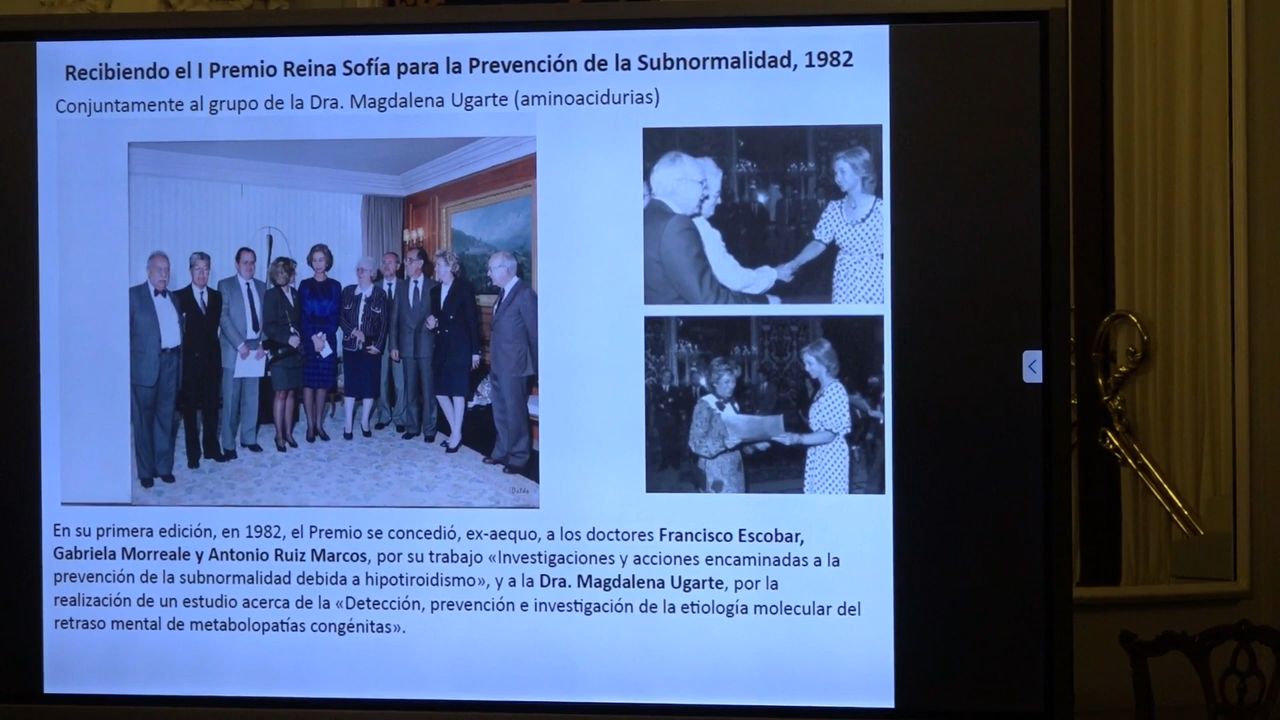 Recibiendo el I Premio Reina Sofía para la Prevención de la Subnormalidad, 1982
Conjuntamente al grupo de la Dra. Magdalena Ugarte (aminoacidurias)
En su primera edición, en 1982, el Premio se concedió, ex-aequo, a los doctores Francisco Escobar,
Gabriela Morreale y Antonio Ruiz Marcos, por su trabajo «Investigaciones y acciones encaminadas a la
prevención de la subnormalidad debida a hipotiroidismo», y a la Dra. Magdalena Ugarte, por la
realización de un estudio acerca de la «Detección, prevención e investigación de la etiología molecular del
retraso mental de metabolopatías congénitas».